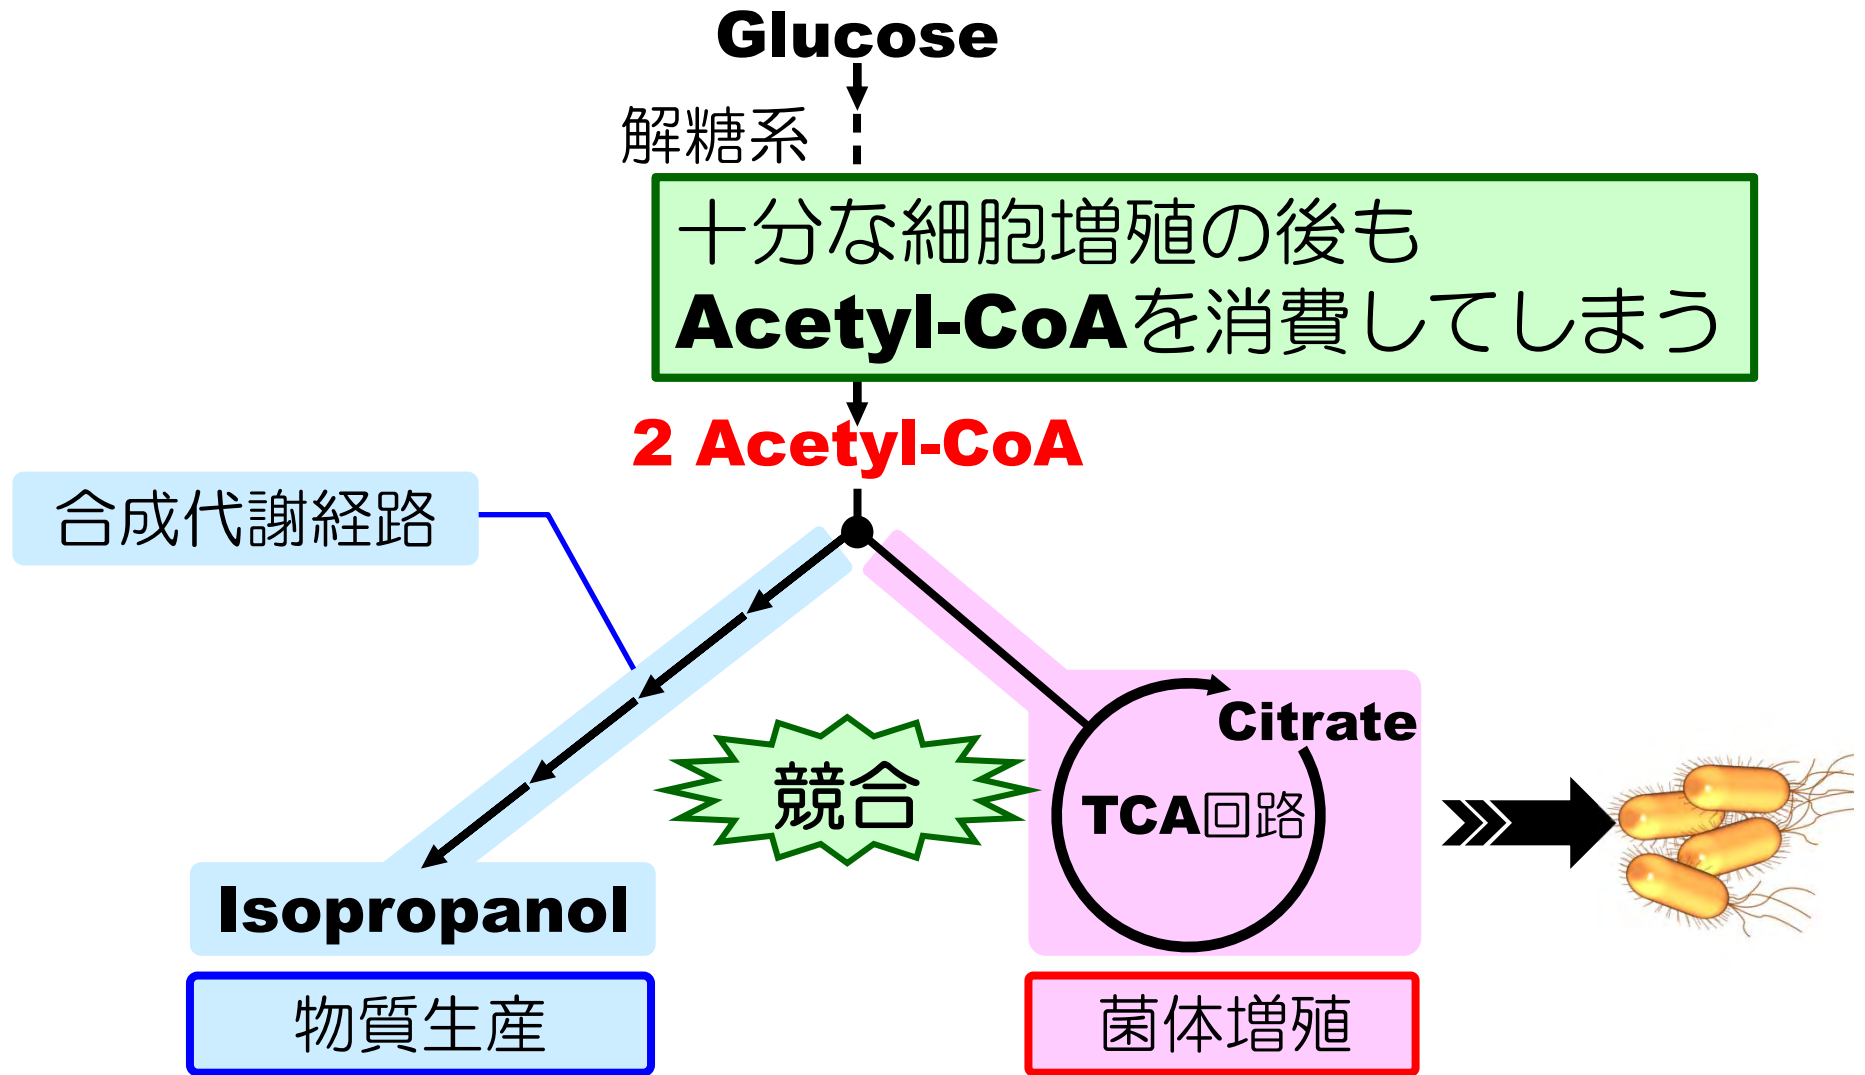 Glucose
解糖系
十分な細胞増殖の後も
Acetyl-CoAを消費してしまう
2 Acetyl-CoA
合成代謝経路
Citrate
競合
TCA回路
Isopropanol
物質生産
菌体増殖